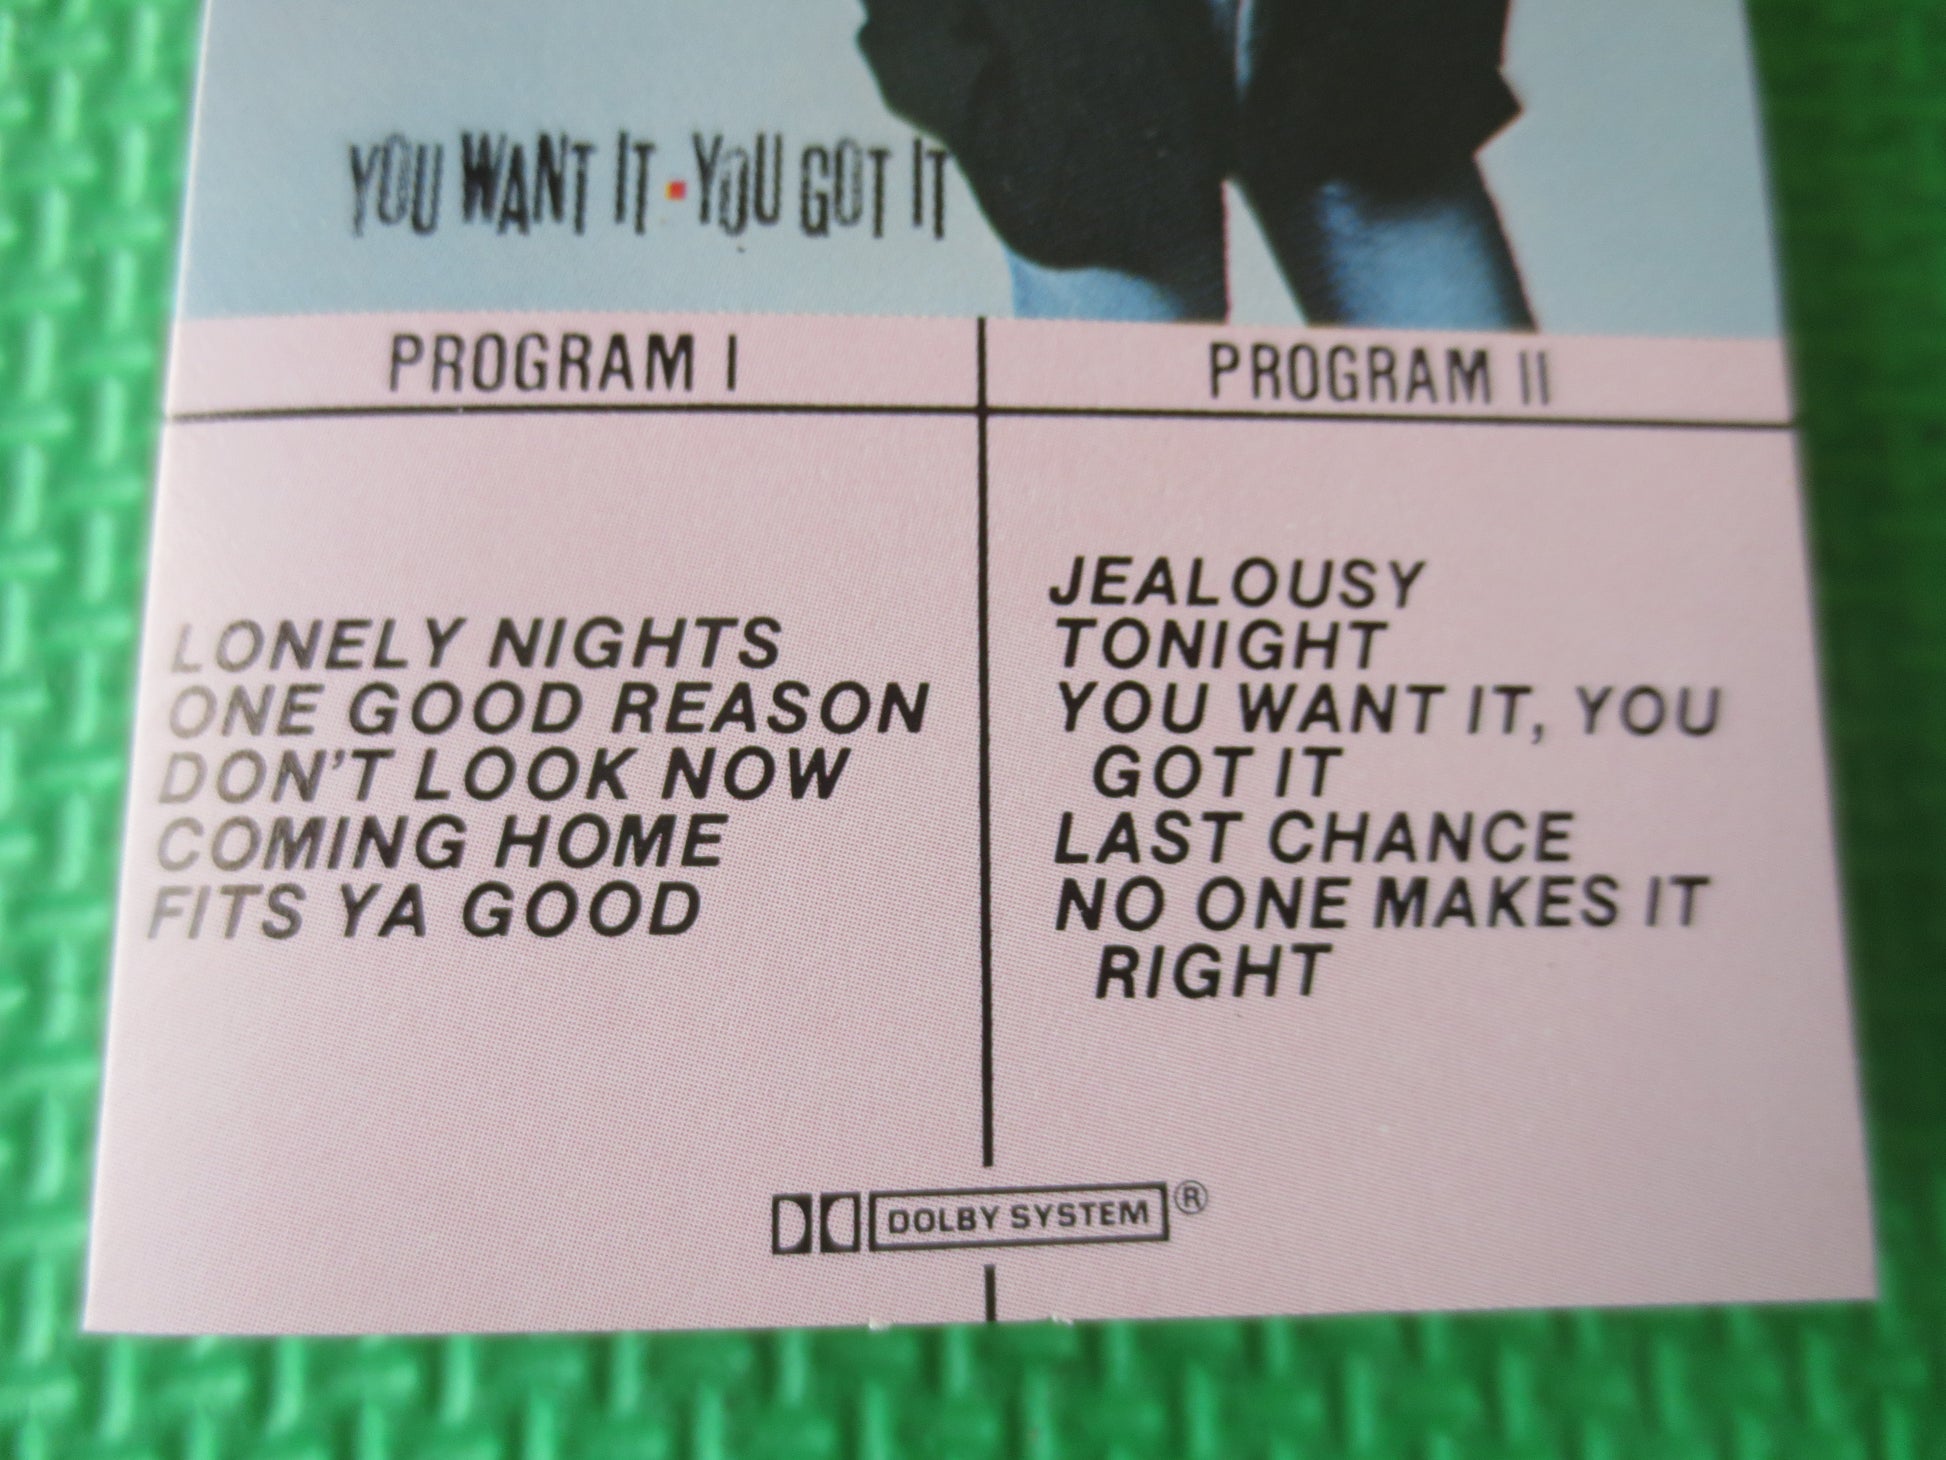 YOU WANT IT · YOU GOT IT
PROGRAM I
LONELY NIGHTS
ONE GOOD REASON
DON'T LOOK NOW
COMING HOME
FITS YA GOOD
PROGRAM II
JEALOUSY
TONIGHT
YOU WANT IT, YOU
GOT IT
LAST CHANCE
NO ONE MAKES IT
RIGHT
DOLBY SYSTEM ®